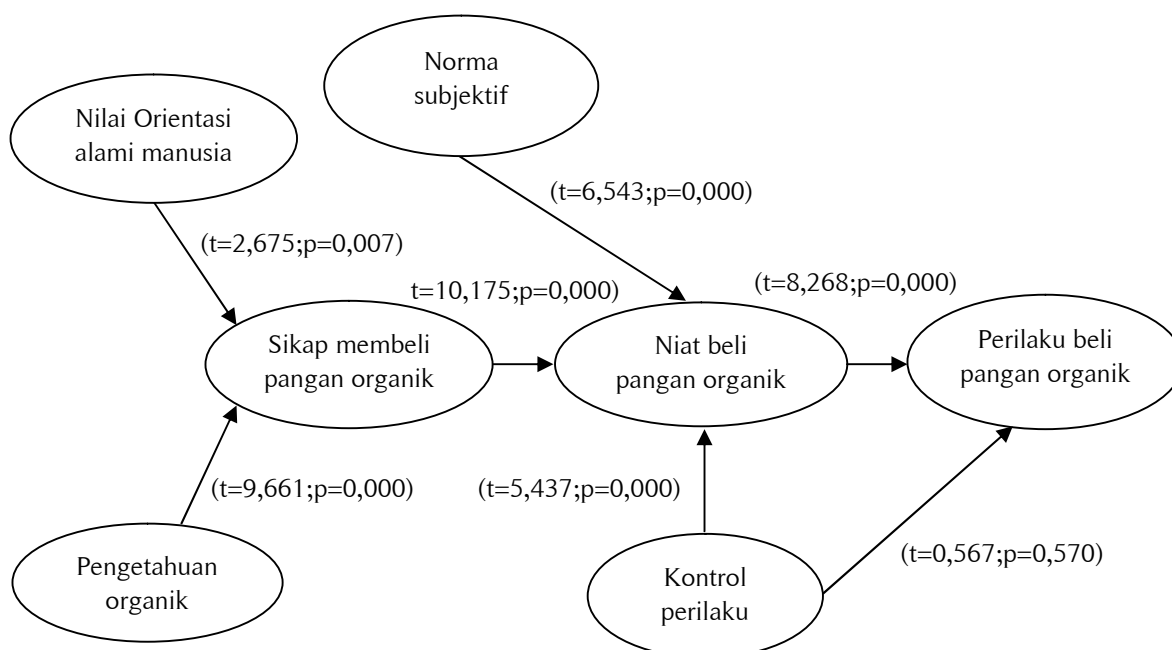 Norma
subjektif
Nilai Orientasi
alami manusia
(t=6,543;p=0,000)
(t=2,675;p=0,007)
t=10,175;p=0,000)
(t=8,268;p=0,000)
Sikap membeli
pangan organik
Niat beli
pangan organik
Perilaku beli
pangan organik
(t=9,661;p=0,000)
(t=5,437;p=0,000)
(t=0,567;p=0,570)
Pengetahuan
organik
Kontrol
perilaku